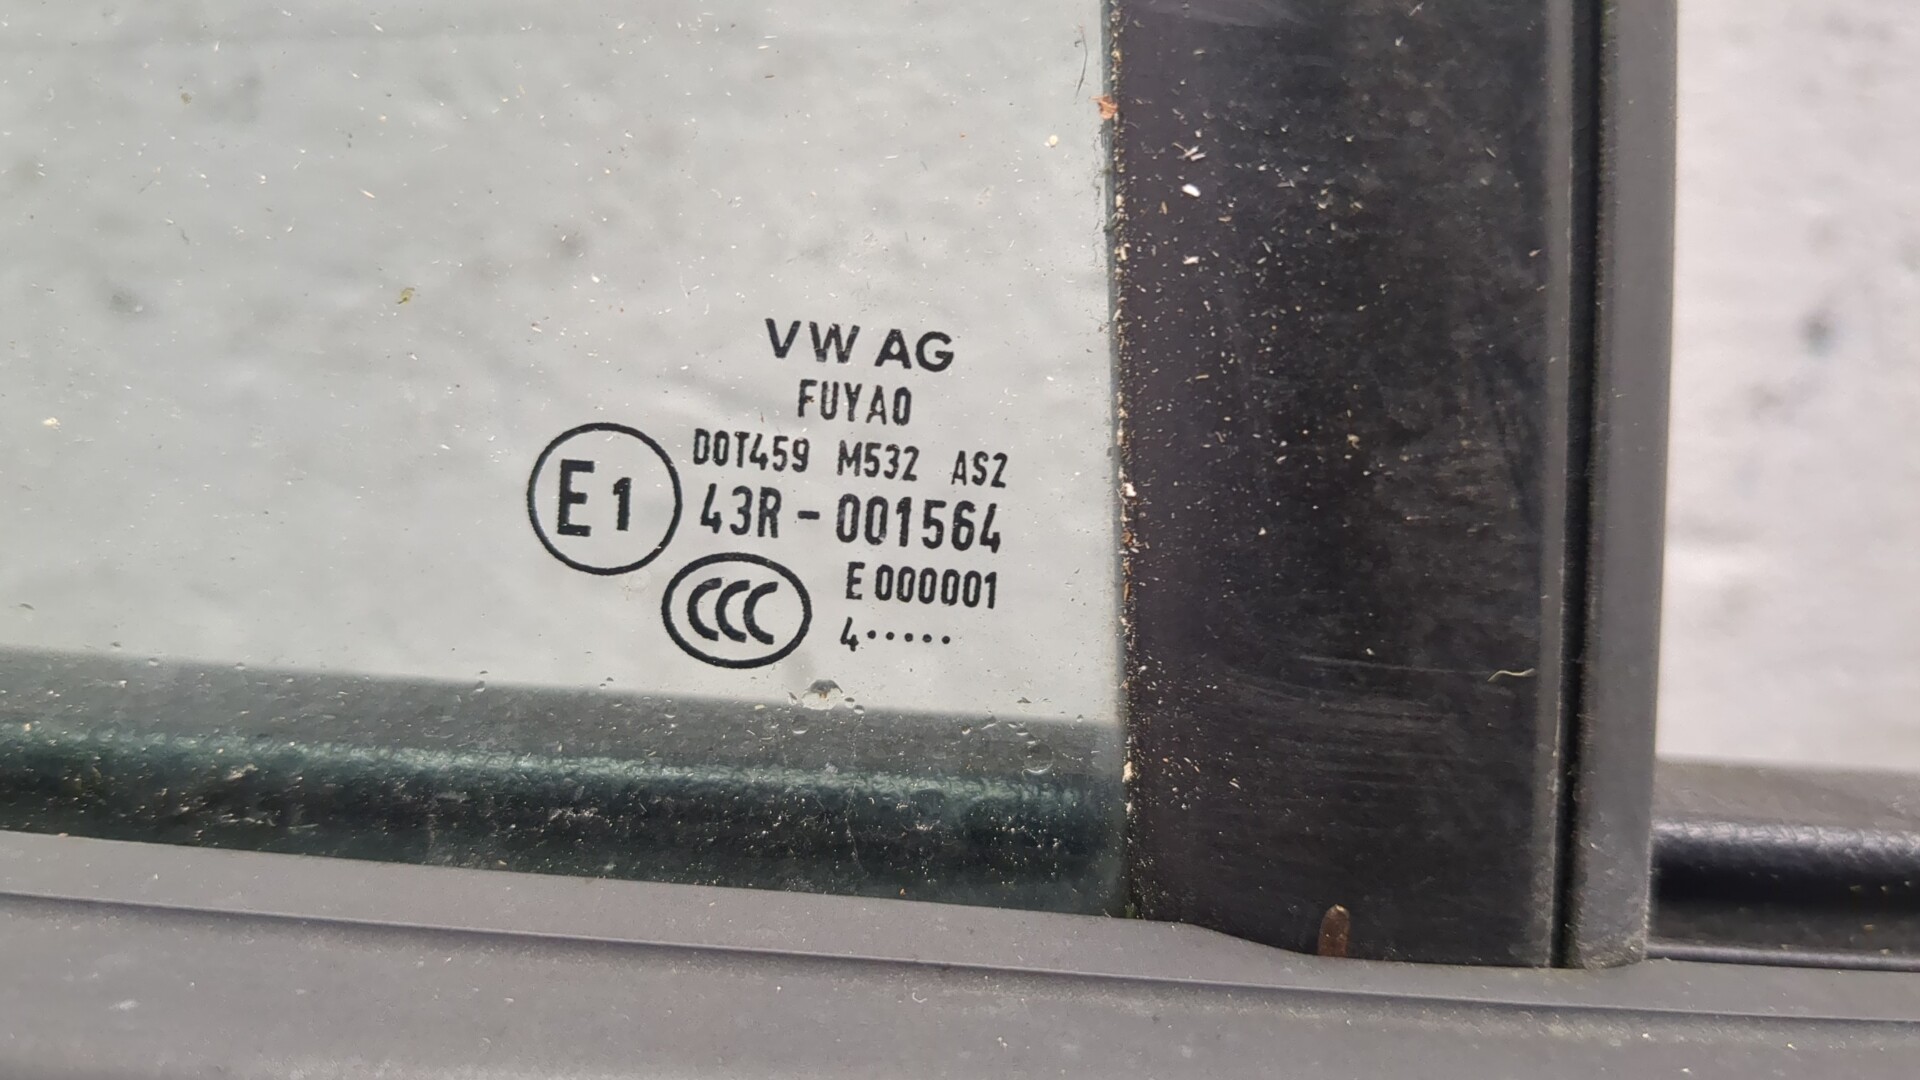 VW AG
FUYAO
DOT459 M532 AS2
E1 43R-001564
CCC E000001
4·····